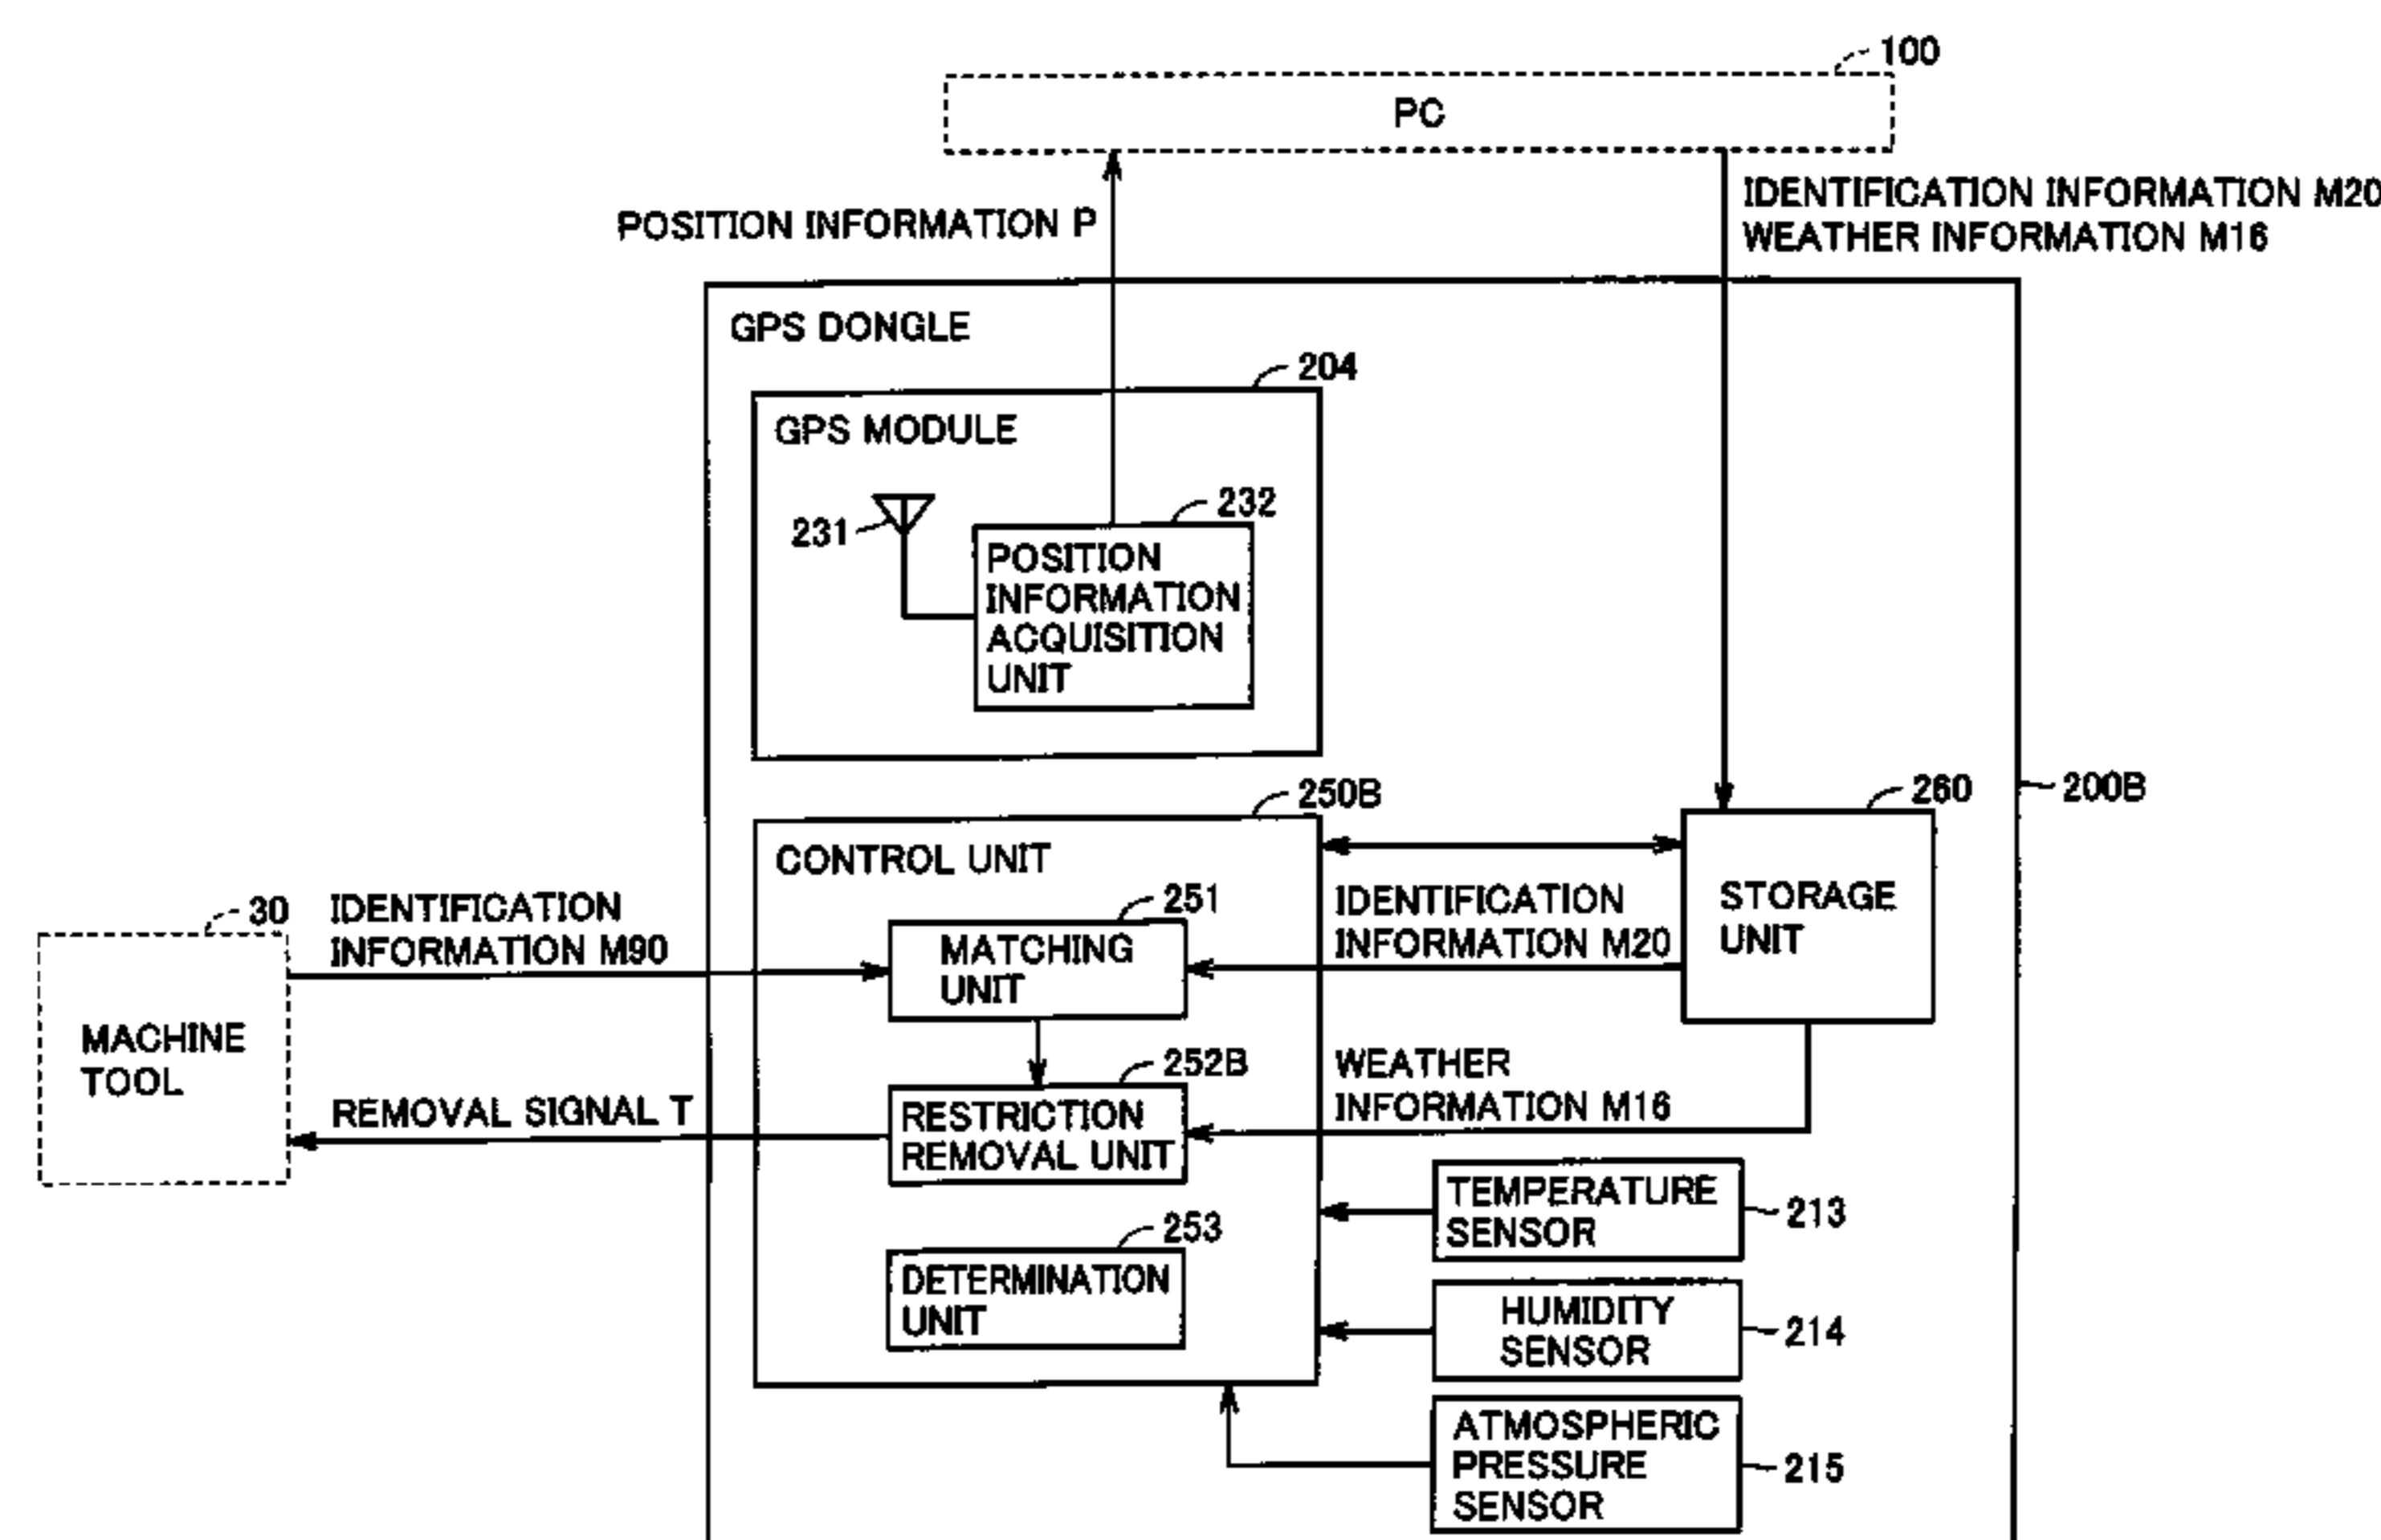 100
PC
POSITION INFORMATION P
IDENTIFICATION INFORMATION M20
WEATHER INFORMATION M16
GPS DONGLE
204
GPS MODULE
231
232
POSITION
INFORMATION
ACQUISITION
UNIT
250B
260
200B
CONTROL UNIT
STORAGE
UNIT
30
IDENTIFICATION
INFORMATION M90
251
MATCHING
UNIT
IDENTIFICATION
INFORMATION M20
MACHINE
TOOL
252B
RESTRICTION
REMOVAL UNIT
WEATHER
INFORMATION M16
REMOVAL SIGNAL T
TEMPERATURE
SENSOR
213
253
DETERMINATION
UNIT
HUMIDITY
SENSOR
214
ATMOSPHERIC
PRESSURE
SENSOR
215